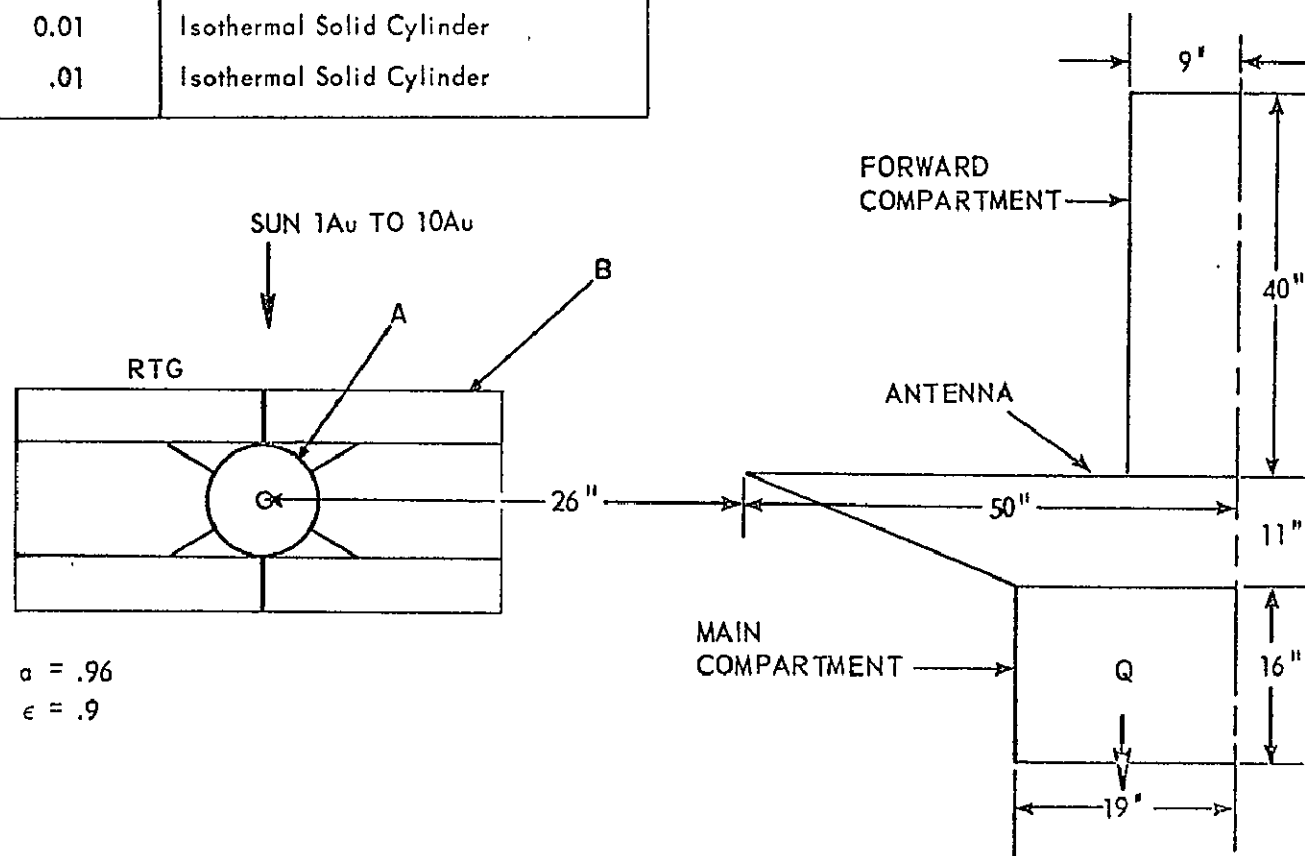 0.01 Isothermal Solid Cylinder
.01 Isothermal Solid Cylinder
9"
FORWARD
COMPARTMENT
SUN 1Au TO 10Au
B
A
40"
RTG
ANTENNA
26"
50"
11"
MAIN
COMPARTMENT
Q
16"
α = .96
ϵ = .9
19"